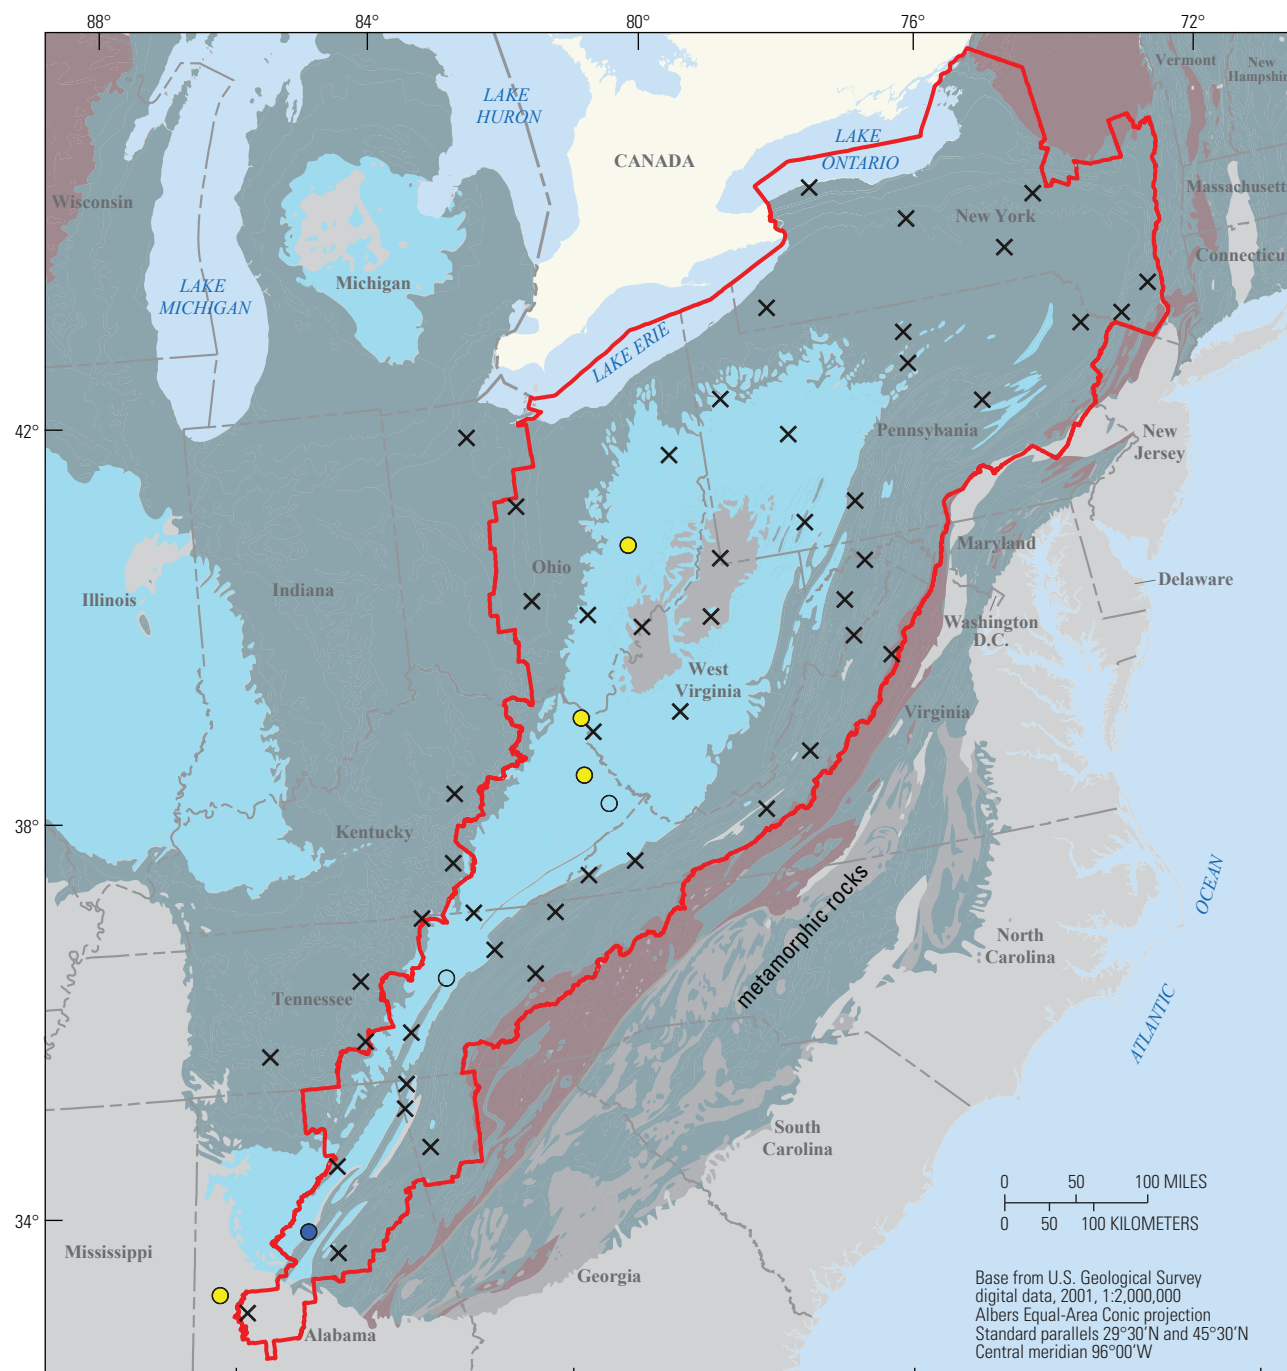 88°
84°
80°
76°
72°
Vermont
New
Hampshir
LAKE
HURON
LAKE
ONTARIO
CANADA
Wisconsin
Massachusett
New York
Connecticu
Michigan
LAKE
MICHIGAN
LAKE ERIE
42°
Pennsylvania
New
Jersey
Maryland
Ohio
Delaware
Indiana
Illinois
Washington
D.C.
West
Virginia
Virginia
38°
Kentucky
metamorphic rocks
OCEAN
North
Carolina
Tennessee
ATLANTIC
South
Carolina
0 50 100 MILES
0 50 100 KILOMETERS
34°
Mississippi
Georgia
Alabama
Base from U.S. Geological Survey
digital data, 2001, 1:2,000,000
Albers Equal-Area Conic projection
Standard parallels 29°30'N and 45°30'N
Central meridian 96°00'W